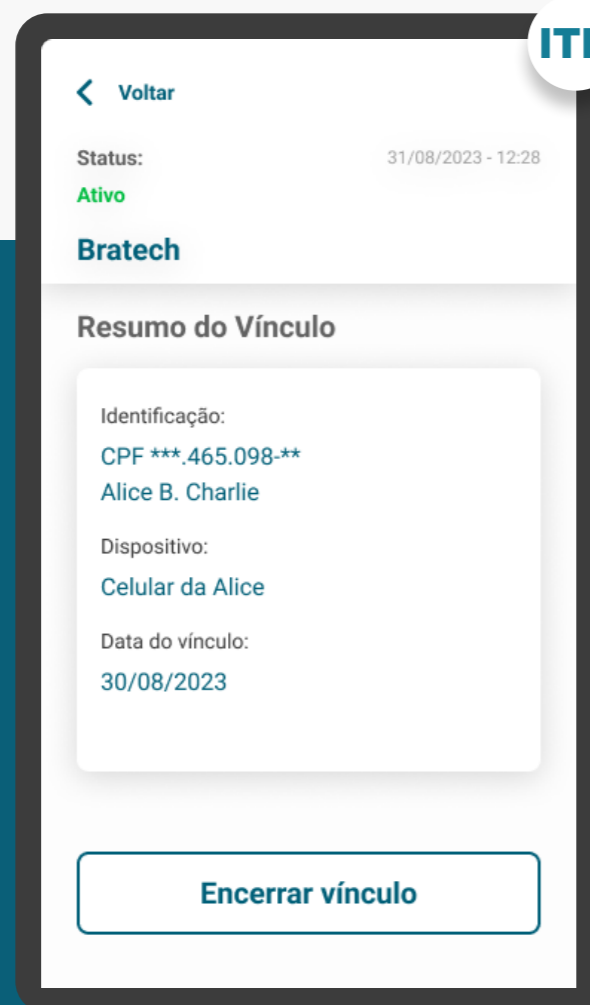 Voltar
Status:
31/08/2023 - 12:28
Ativo
Bratech
Resumo do Vínculo
Identificação:
CPF ***.465.098-**
Alice B. Charlie
Dispositivo:
Celular da Alice
Data do vínculo:
30/08/2023
Encerrar vínculo